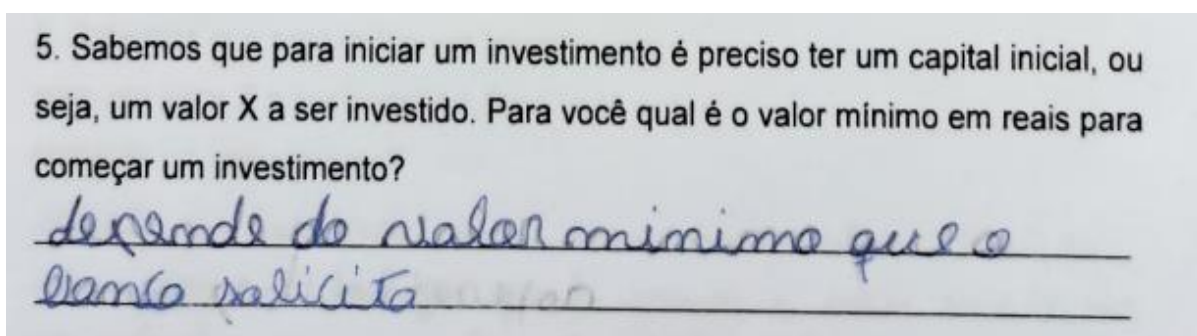 5. Sabemos que para iniciar um investimento é preciso ter um capital inicial, ou
seja, um valor X a ser investido. Para você qual é o valor mínimo em reais para
começar um investimento?
depende do valor minimo que o
banco solicita